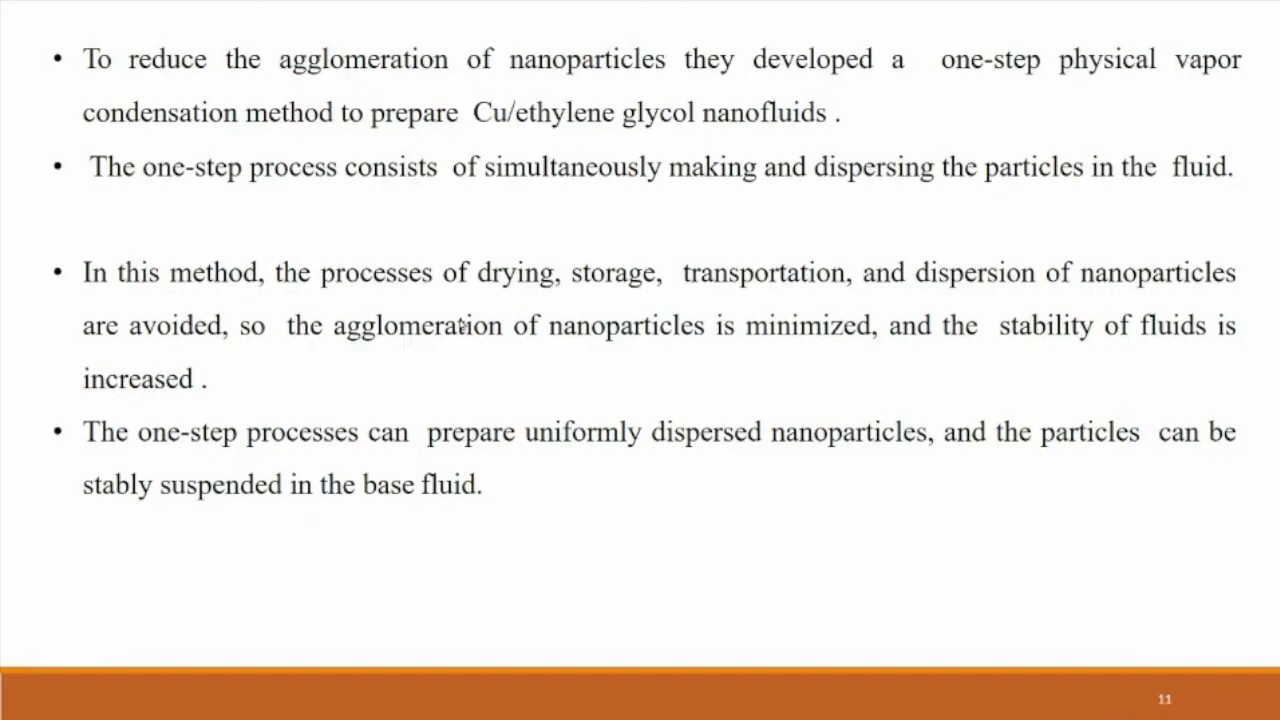 • To reduce the agglomeration of nanoparticles they developed a one-step physical vapor
condensation method to prepare Cu/ethylene glycol nanofluids .
• The one-step process consists of simultaneously making and dispersing the particles in the fluid.
• In this method, the processes of drying, storage, transportation, and dispersion of nanoparticles
are avoided, so the agglomeration of nanoparticles is minimized, and the stability of fluids is
increased .
• The one-step processes can prepare uniformly dispersed nanoparticles, and the particles can be
stably suspended in the base fluid.
11